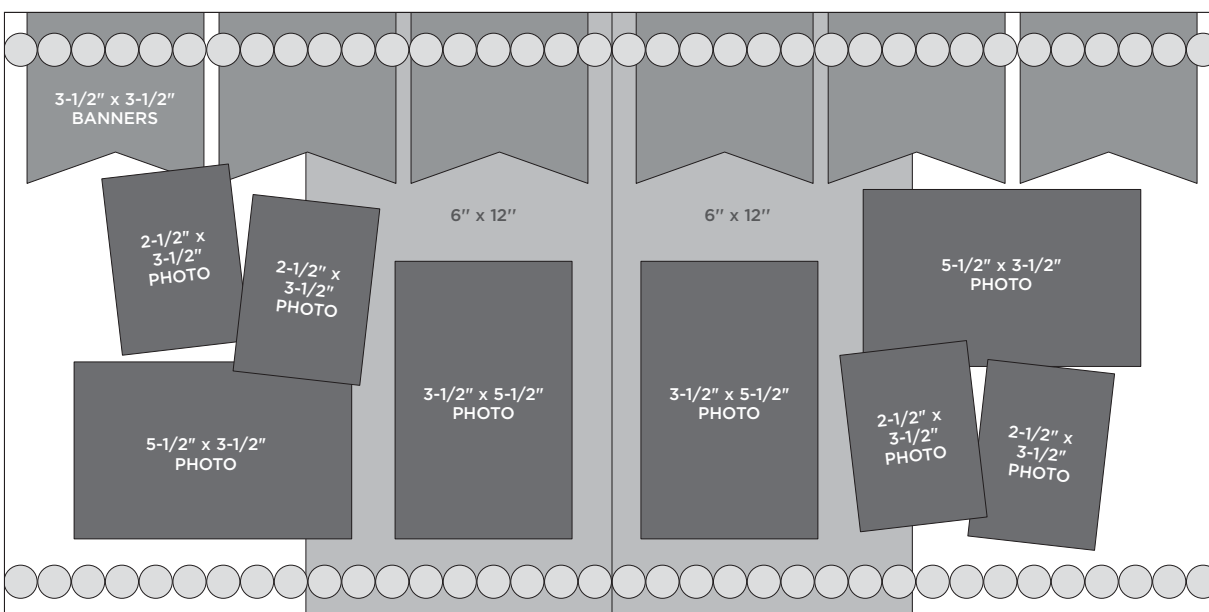 3-1/2" x 3-1/2"
BANNERS
6'' x 12''
6'' x 12''
2-1/2" x
3-1/2"
PHOTO
2-1/2" x
3-1/2"
PHOTO
5-1/2" x 3-1/2"
PHOTO
3-1/2" x 5-1/2"
PHOTO
3-1/2" x 5-1/2"
PHOTO
5-1/2" x 3-1/2"
PHOTO
2-1/2" x
3-1/2"
PHOTO
2-1/2" x
3-1/2"
PHOTO